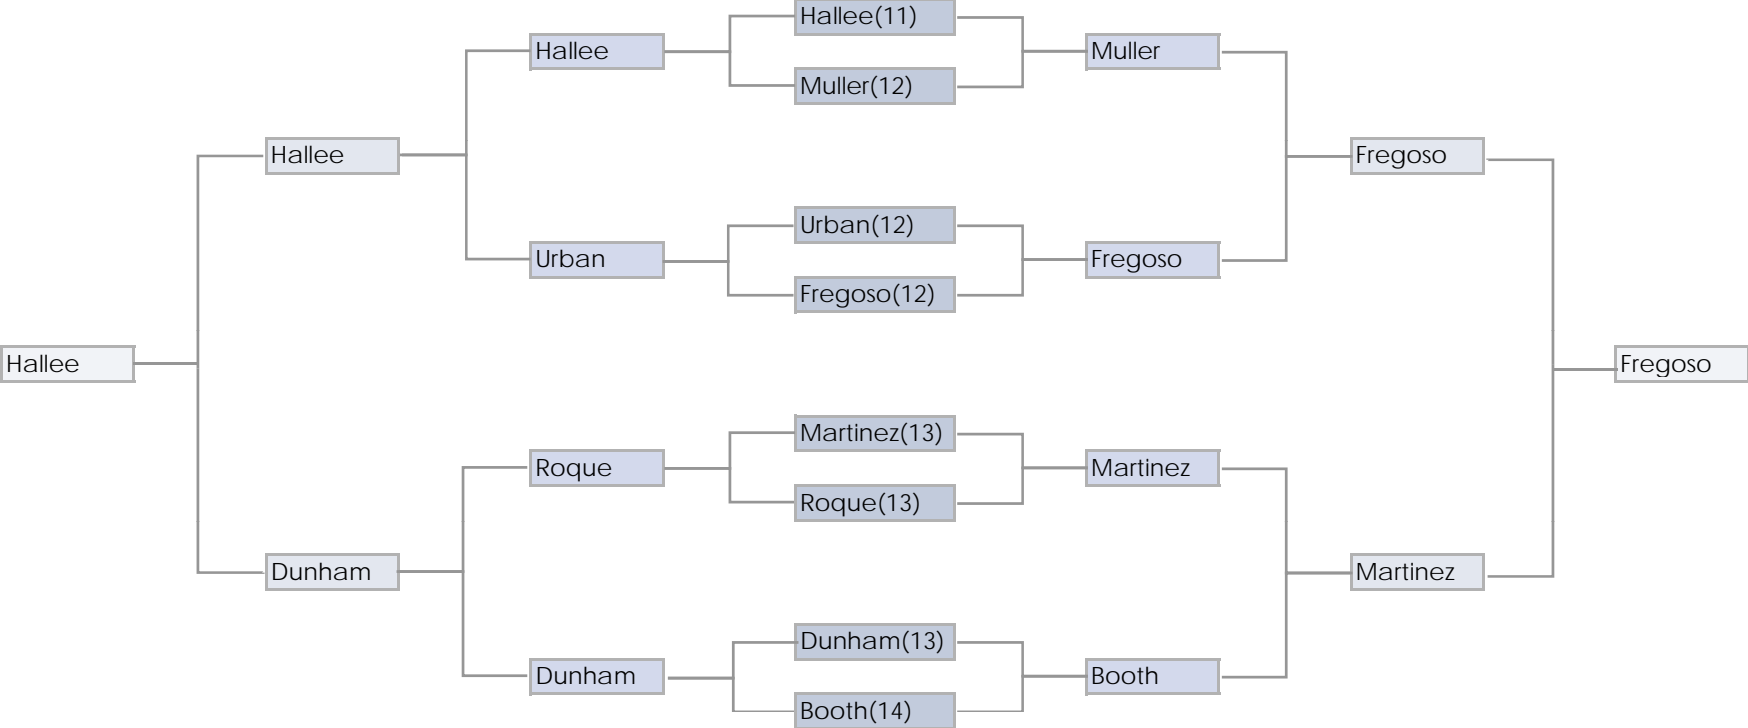 Hallee(11)
Hallee
Muller
Muller(12)
Hallee
Fregoso
Urban(12)
Urban
Fregoso
Fregoso(12)
Hallee
Fregoso
Martinez(13)
Roque
Martinez
Roque(13)
Dunham
Martinez
Dunham(13)
Dunham
Booth
Booth(14)